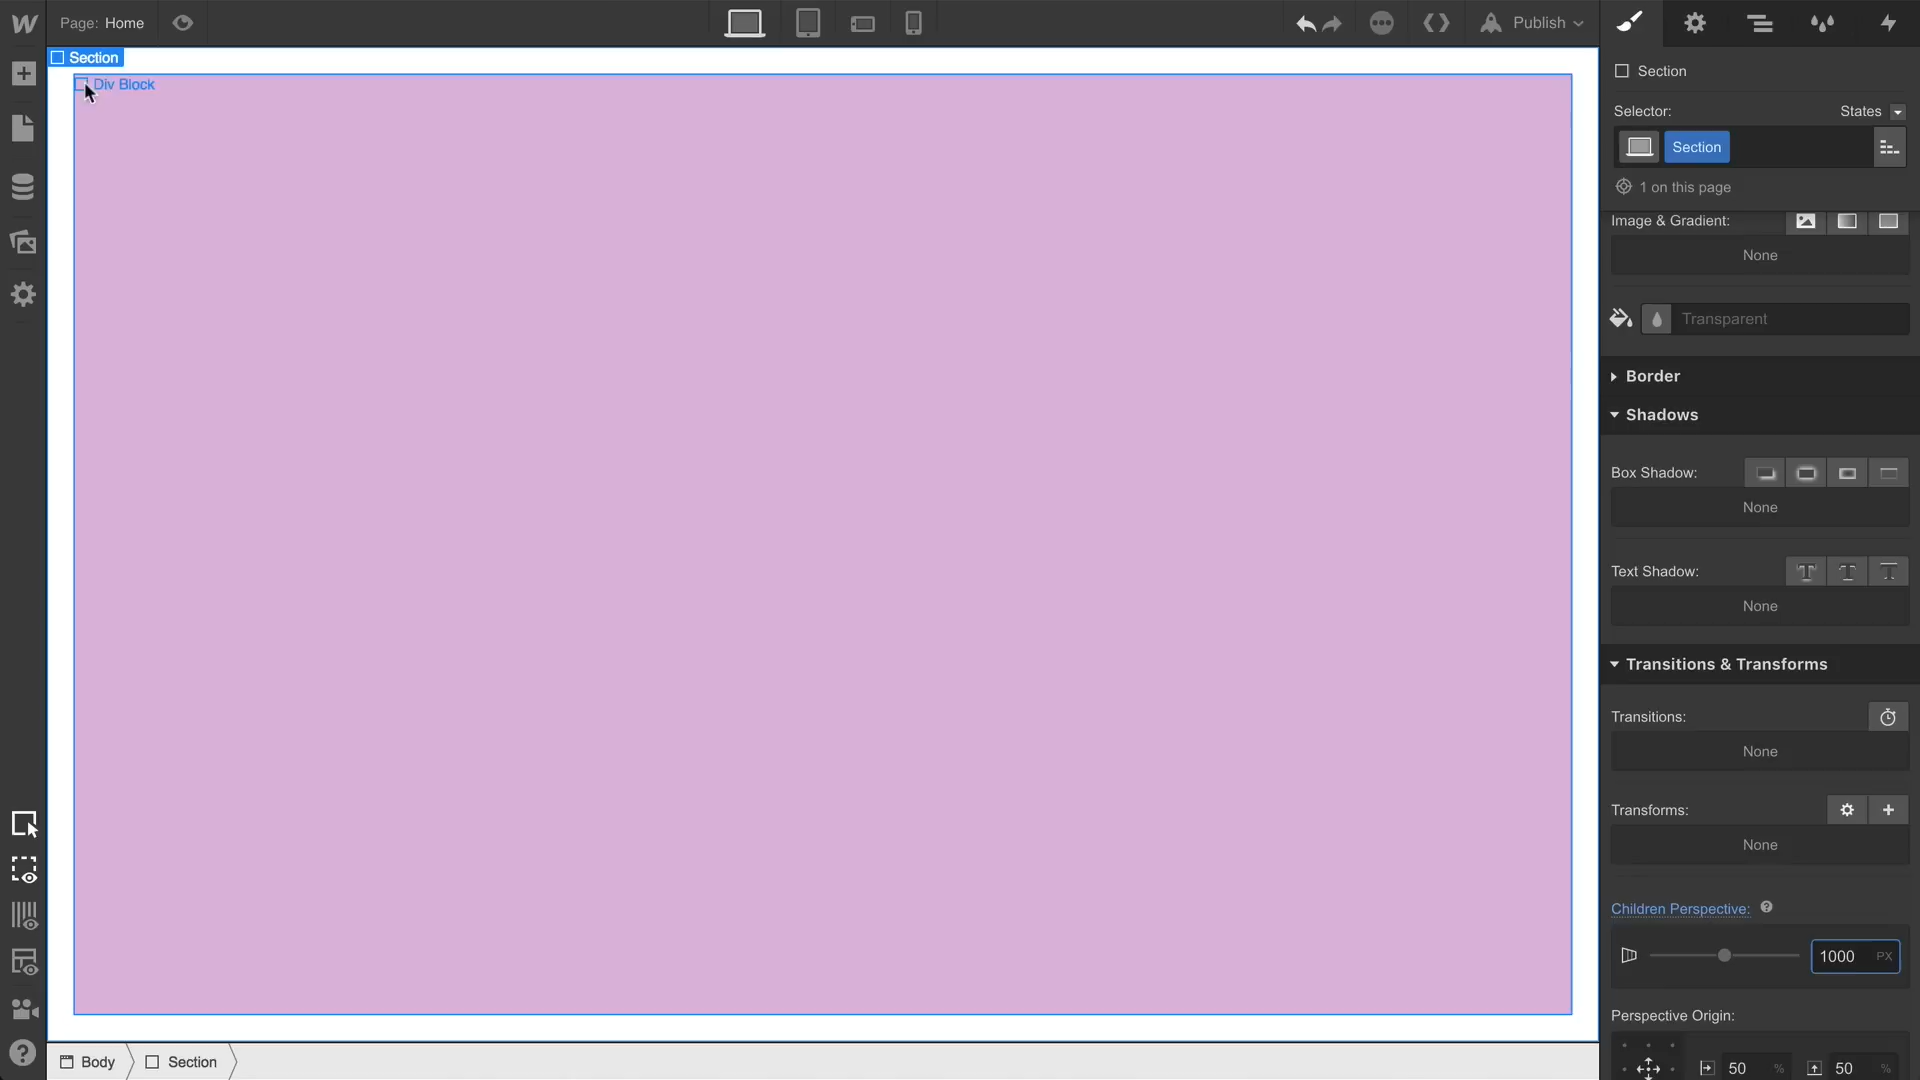 Page: Home
Publish
Section
Div Block
Section
Selector:
States
Section
1 on this page
Image & Gradient:
None
Transparent
Border
Shadows
Box Shadow:
None
Text Shadow:
None
Transitions & Transforms
Transitions:
None
Transforms:
None
Children Perspective:
1000 PX
Perspective Origin:
50 %
50 %
Body
Section